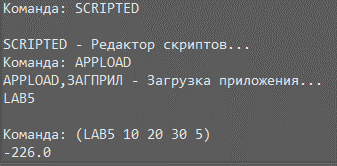 Команда: SCRIPTED
SCRIPTED - Редактор скриптов...
Команда: APPLOAD
APPLOAD,ЗАГПРИЛ - Загрузка приложения...
LAB5
Команда: (LAB5 10 20 30 5)
-226.0